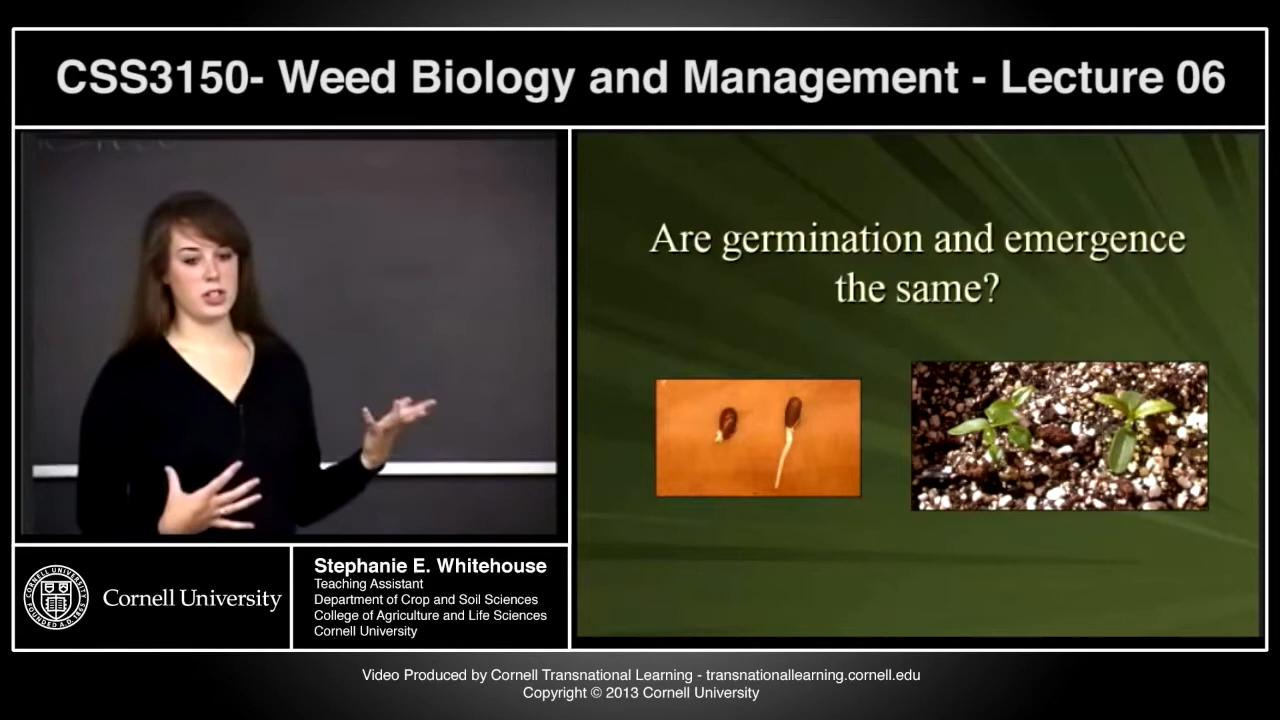 CSS3150- Weed Biology and Management - Lecture 06
Are germination and emergence
the same?
Cornell University
Stephanie E. Whitehouse
Teaching Assistant
Department of Crop and Soil Sciences
College of Agriculture and Life Sciences
Cornell University
Video Produced by Cornell Transnational Learning - transnationallearning.cornell.edu
Copyright © 2013 Cornell University